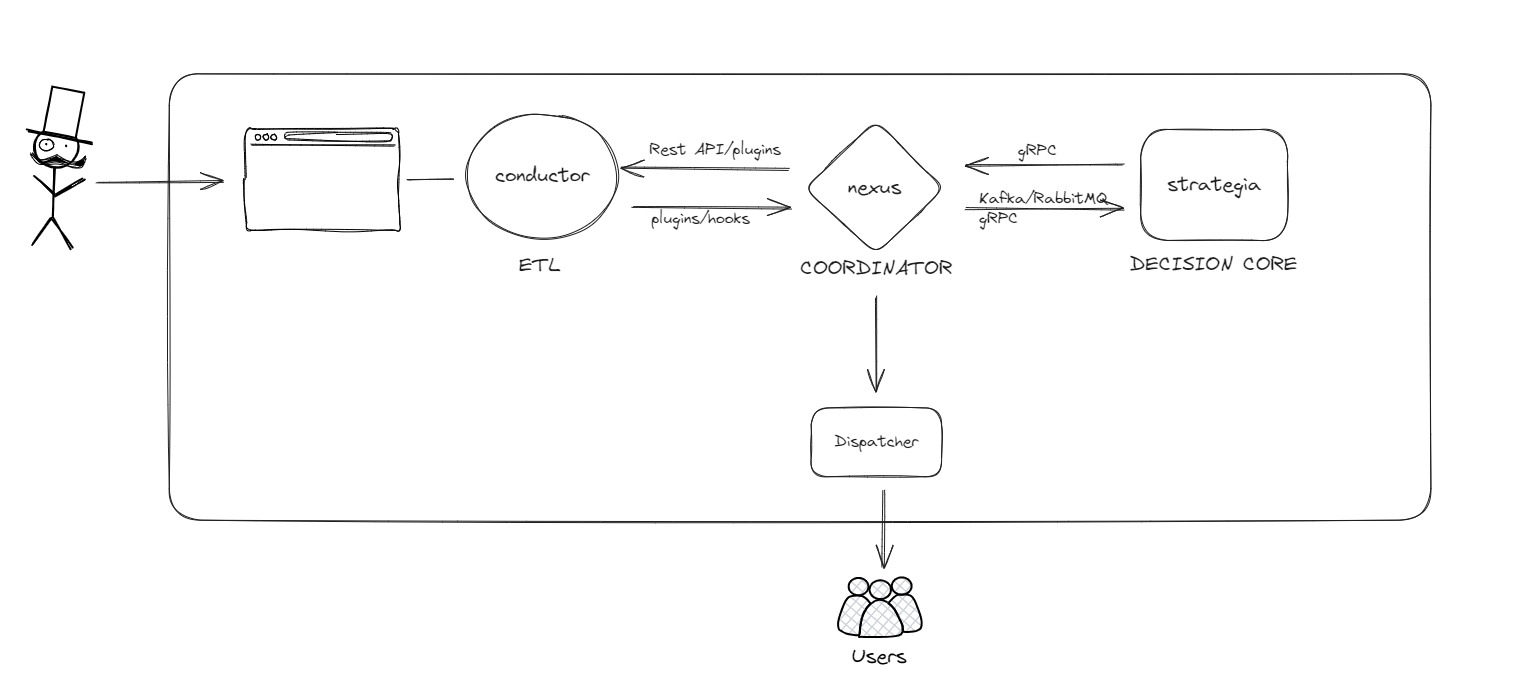 Rest API/plugins
gRPC
conductor
nexus
strategia
Kafka/RabbitMQ
plugins/hooks
gRPC
ETL
COORDINATOR
DECISION CORE
Dispatcher
Users